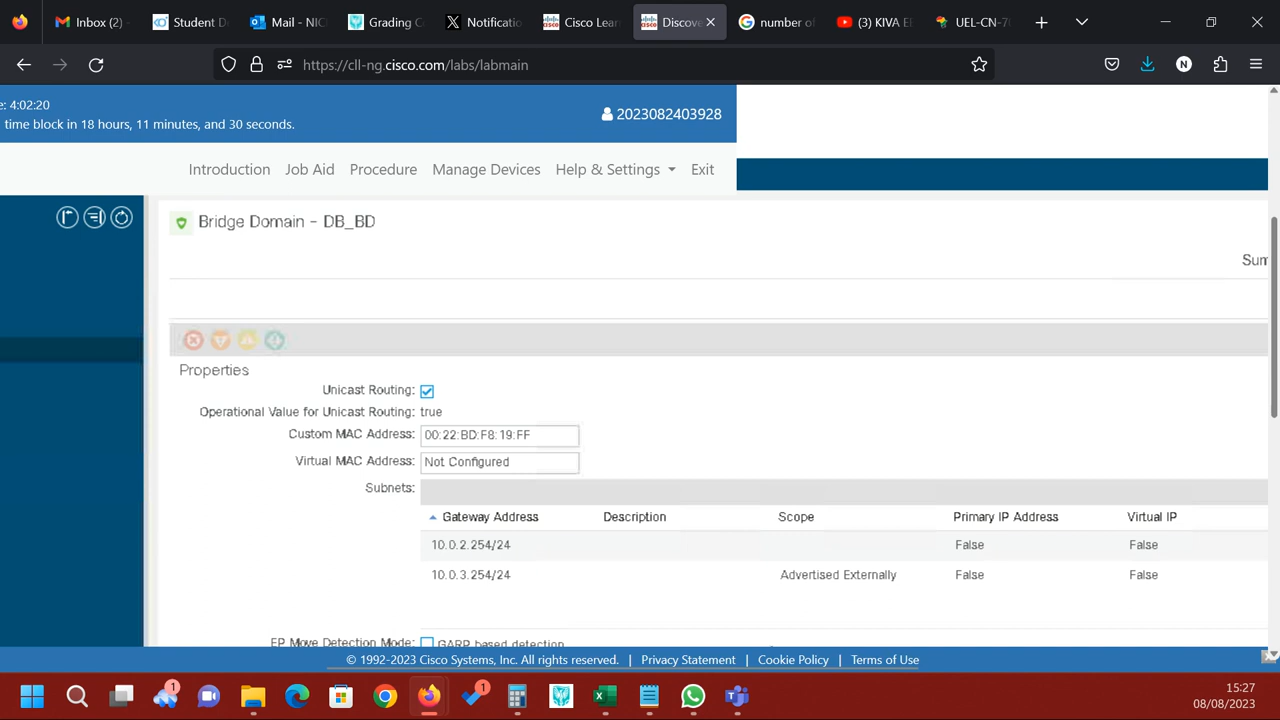 Inbox (2)
Student D
Mail - NIC
Grading C
Notificatio
Cisco Lear
Discove
number of
(3) KIVA EP
UEL-CN-7
https://cll-ng.cisco.com/labs/labmain
N
e: 4:02:20
time block in 18 hours, 11 minutes, and 30 seconds.
2023082403928
Introduction Job Aid Procedure Manage Devices Help & Settings Exit
Bridge Domain - DB_BD
Sum
Properties
Unicast Routing:
Operational Value for Unicast Routing: true
Custom MAC Address: 00:22:BD:F8:19:FF
Virtual MAC Address: Not Configured
Subnets:
Gateway Address Description Scope Primary IP Address Virtual IP
10.0.2.254/24 False False
10.0.3.254/24 Advertised Externally False False
EP Move Detection Mode: GARP based detection
© 1992-2023 Cisco Systems, Inc. All rights reserved. | Privacy Statement | Cookie Policy | Terms of Use
1
1
15:27
08/08/2023